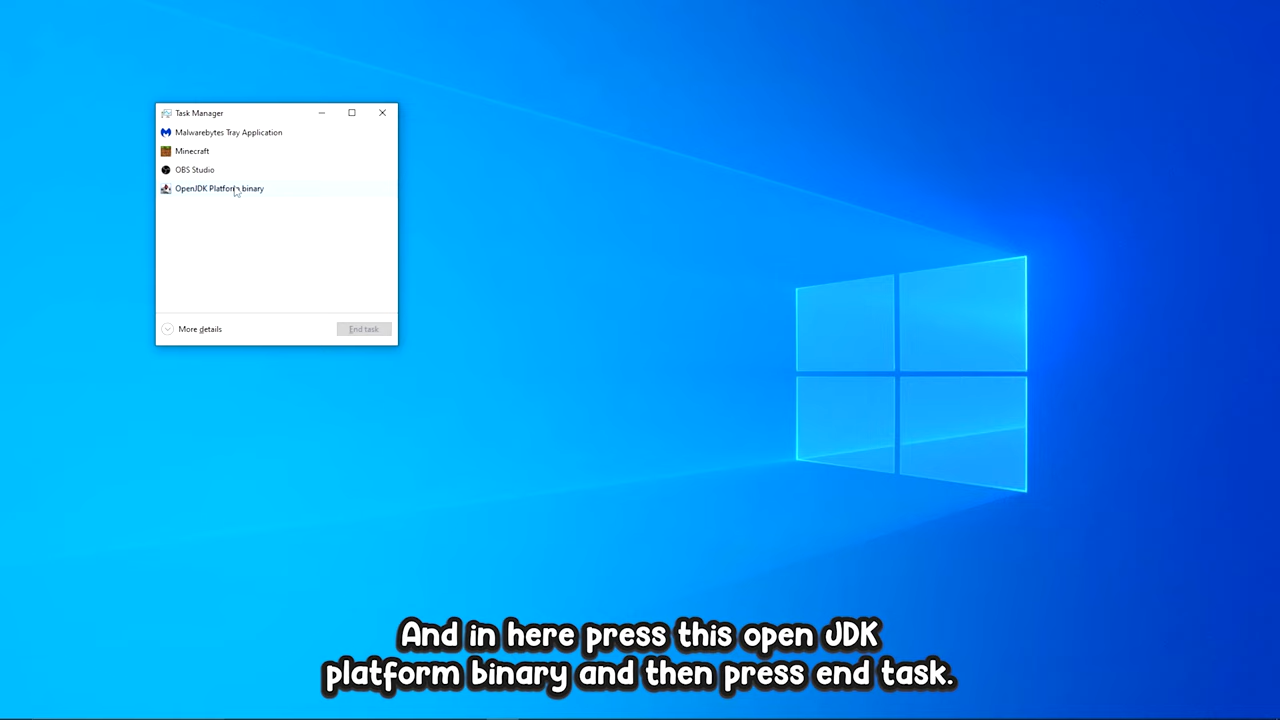 Task Manager
Malwarebytes Tray Application
Minecraft
OBS Studio
OpenJDK Platform binary
More details
End task
And in here press this open JDK
platform binary and then press end task.